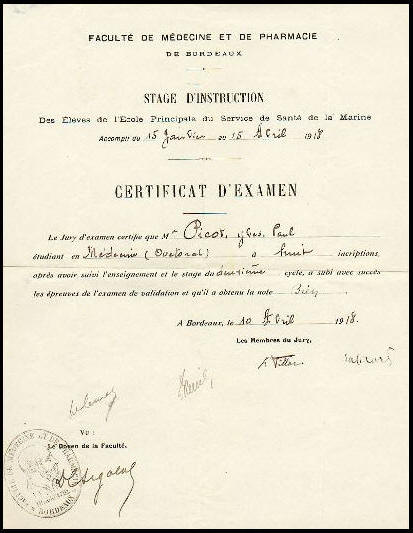 FACULTÉ DE MÉDECINE ET DE PHARMACIE
DE BORDEAUX
STAGE D'INSTRUCTION
Des Élèves de l'École Principale du Service de Santé de la Marine
Accompli du 15 Janvier au 15 Abril 1918
CERTIFICAT D'EXAMEN
Le Jury d'examen certifie que Mr Picot, Yves, Paul
étudiant en Médecine (Doctorat) a huit incriptions,
après avoir suivi l'enseignement et le stage du deuxième cycle, a subi avec succès
les épreuves de l'examen de validation et qu'il a obtenu la note Bien
A Bordeaux, le 10 Abril 1918.
Les Membres du Jury,
Vu :
Le Doyen de la Faculté.
BORDEAUX